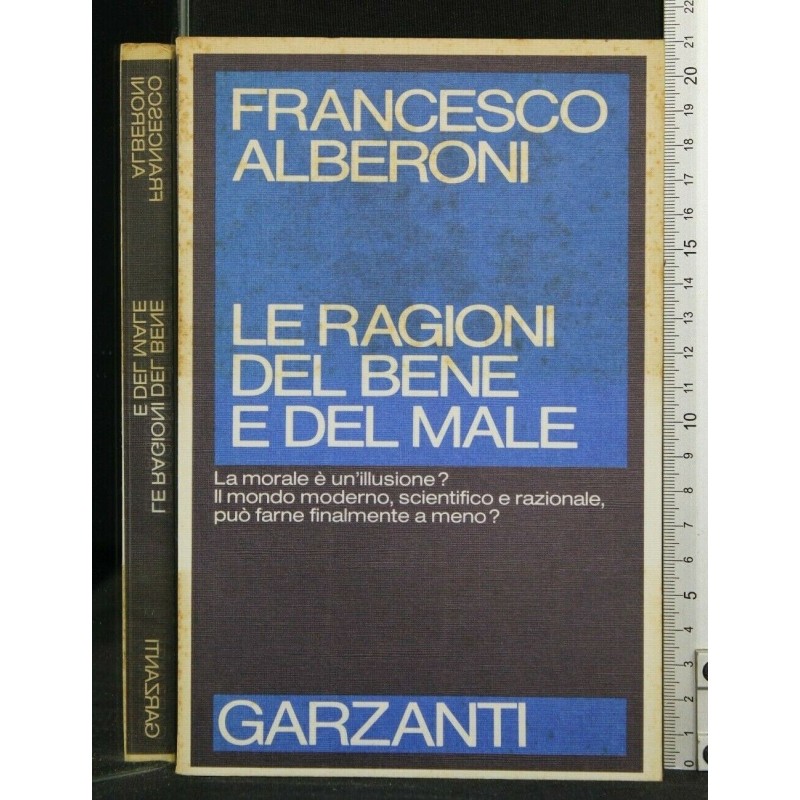 FRANCESCO
ALBERONI
LE RAGIONI
DEL BENE
E DEL MALE
La morale è un'illusione?
Il mondo moderno, scientifico e razionale,
può farne finalmente a meno?
GARZANTI
FRANCESCO
ALBERONI
LE RAGIONI DEL BENE
E DEL MALE
GARZANTI
22
21
20
19
18
17
16
15
14
13
12
11
10
9
8
7
6
5
4
3
2
1
0